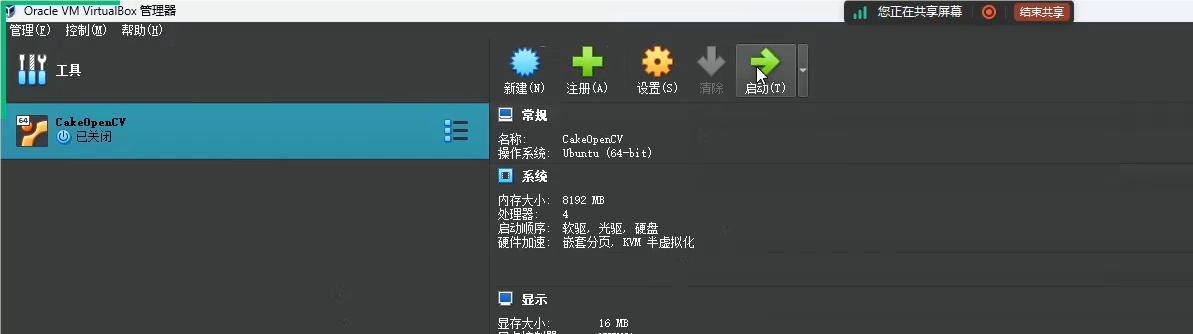 Oracle VM VirtualBox 管理器
您正在共享屏幕
结束共享
管理(F) 控制(M) 帮助(H)
工具
新建(N) 注册(A) 设置(S) 清除 启动(T)
64
CakeOpenCV
已关闭
常规
名称: CakeOpenCV
操作系统: Ubuntu (64-bit)
系统
内存大小: 8192 MB
处理器: 4
启动顺序: 软驱, 光驱, 硬盘
硬件加速: 嵌套分页, KVM 半虚拟化
显示
显存大小: 16 MB